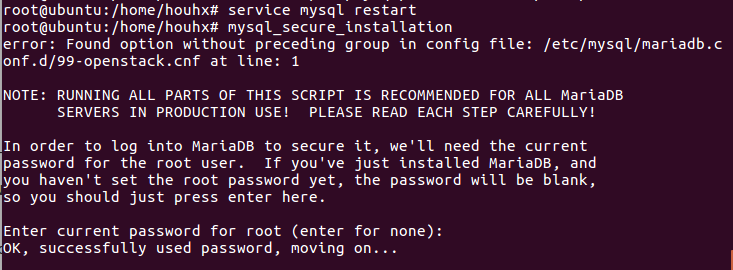 root@ubuntu:/home/houhx# service mysql restart
root@ubuntu:/home/houhx# mysql_secure_installation
error: Found option without preceding group in config file: /etc/mysql/mariadb.c
onf.d/99-openstack.cnf at line: 1
NOTE: RUNNING ALL PARTS OF THIS SCRIPT IS RECOMMENDED FOR ALL MariaDB
SERVERS IN PRODUCTION USE!  PLEASE READ EACH STEP CAREFULLY!
In order to log into MariaDB to secure it, we'll need the current
password for the root user.  If you've just installed MariaDB, and
you haven't set the root password yet, the password will be blank,
so you should just press enter here.
Enter current password for root (enter for none):
OK, successfully used password, moving on...